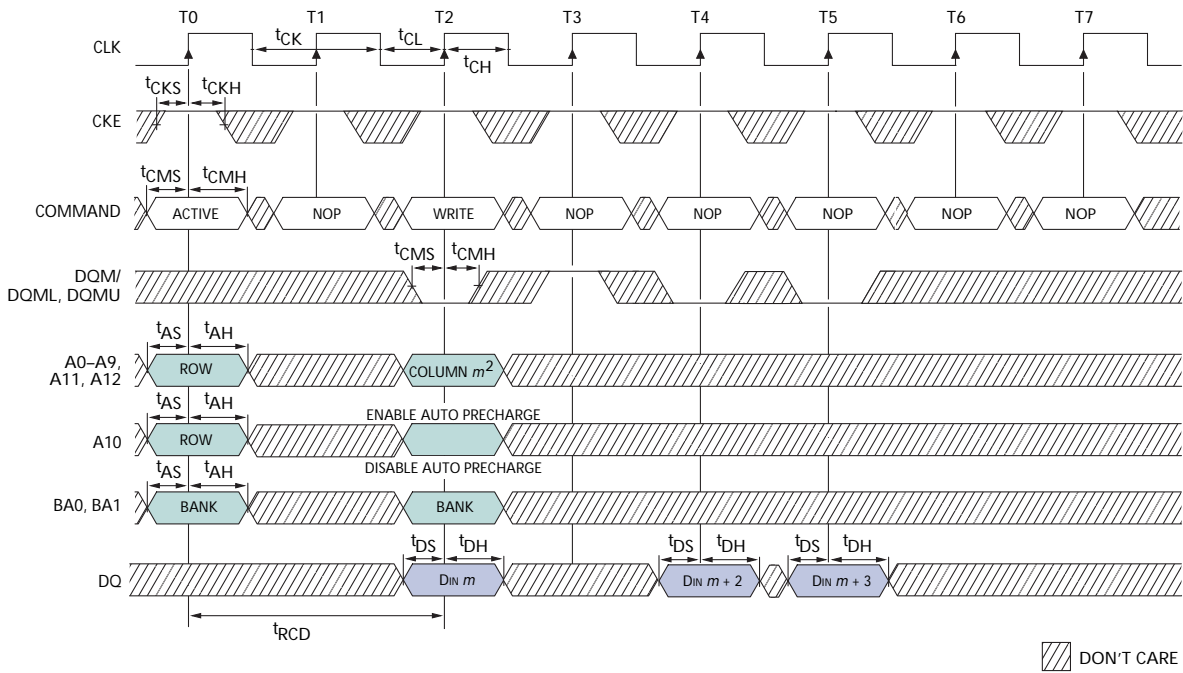 T0 T1 T2 T3 T4 T5 T6 T7
CLK
tCK tCL
tCH
tCKS tCKH
CKE
tCMS tCMH
COMMAND ACTIVE NOP WRITE NOP NOP NOP NOP NOP
tCMS tCMH
DQM/
DQML, DQMU
tAS tAH
A0–A9,
A11, A12
ROW COLUMN m2
tAS tAH
ENABLE AUTO PRECHARGE
A10 ROW
DISABLE AUTO PRECHARGE
tAS tAH
BA0, BA1 BANK BANK
tDS tDH tDS tDH tDS tDH
DQ DIN m DIN m + 2 DIN m + 3
tRCD
DON'T CARE